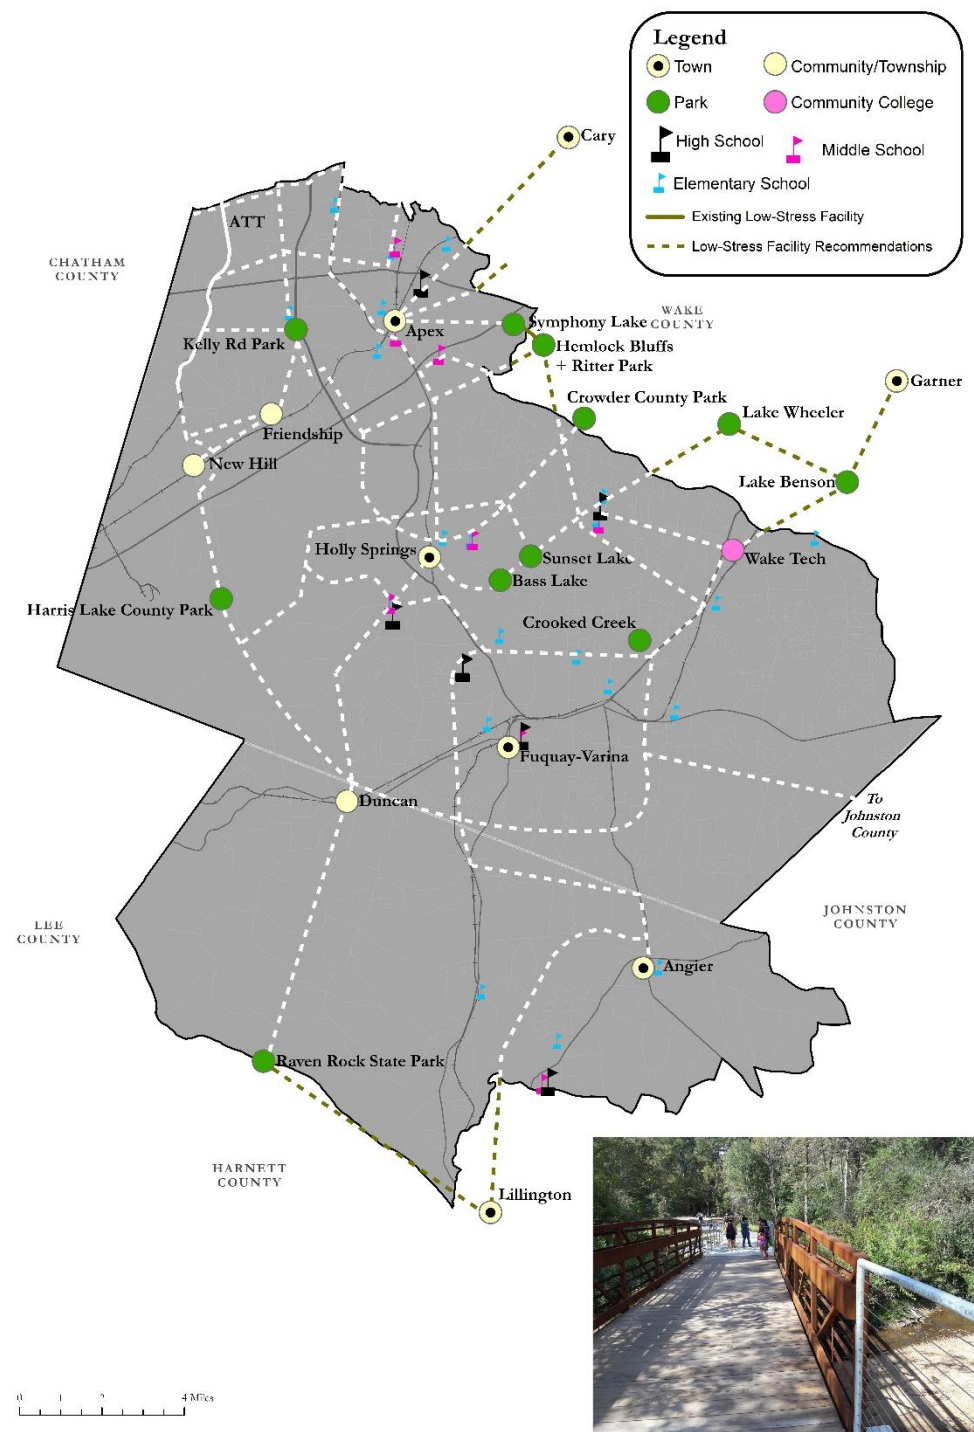 Legend
Town
Community/Township
Park
Community College
High School
Middle School
Elementary School
Existing Low-Stress Facility
Low-Stress Facility Recommendations
Cary
ATT
CHATHAM
COUNTY
WAKE
COUNTY
Symphony Lake
Apex
Kelly Rd Park
Hemlock Bluffs
+ Ritter Park
Garner
Crowder County Park
Lake Wheeler
Friendship
New Hill
Lake Benson
Holly Springs
Sunset Lake
Wake Tech
Bass Lake
Harris Lake County Park
Crooked Creek
Fuquay-Varina
Duncan
To
Johnston
County
LEE
COUNTY
JOHNSTON
COUNTY
Angier
Raven Rock State Park
HARNETT
COUNTY
Lillington
0 1 2 4 Miles